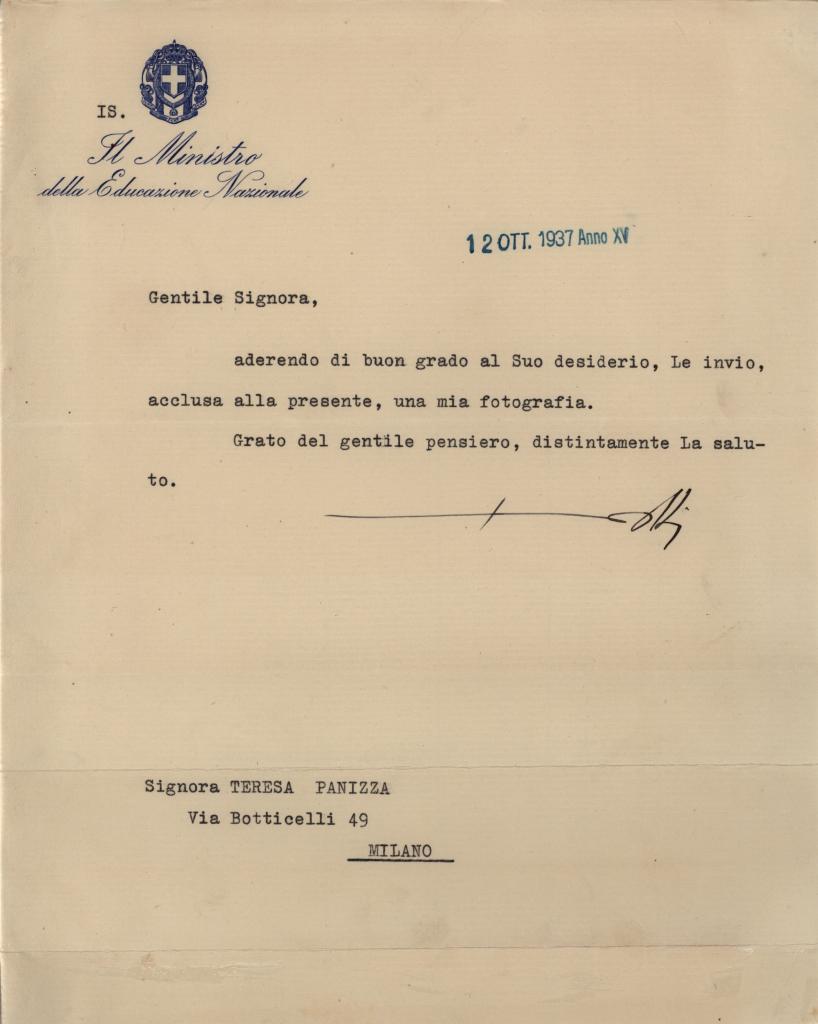 IS.
Il Ministro
della Educazione Nazionale
12 OTT. 1937 Anno XV
Gentile Signora,
aderendo di buon grado al Suo desiderio, Le invio,
acclusa alla presente, una mia fotografia.
Grato del gentile pensiero, distintamente La salu-
to.
Signora TERESA PANIZZA
Via Botticelli 49
MILANO